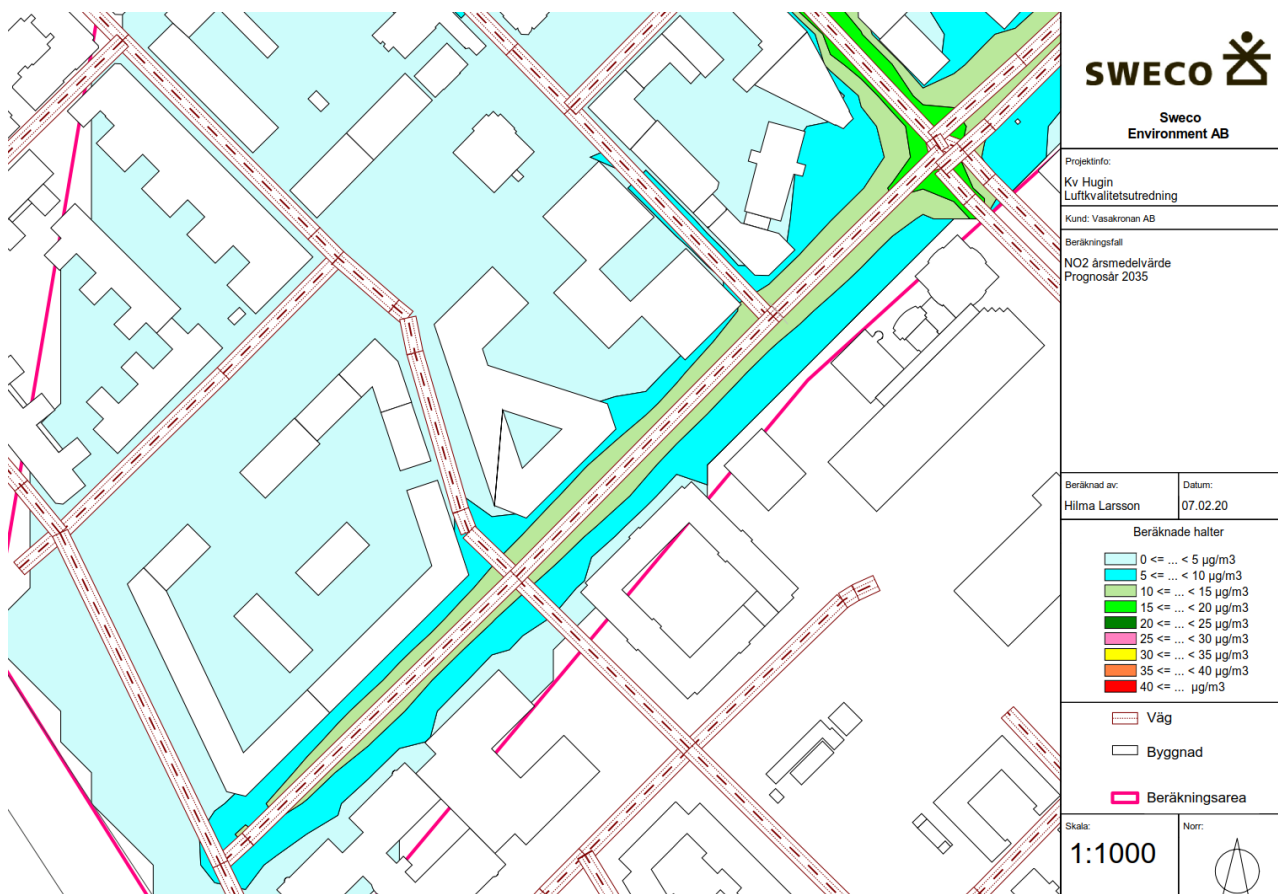 SWECO
Sweco
Environment AB
Projektinfo:
Kv Hugin
Luftkvalitetsutredning
Kund: Vasakronan AB
Beräkningsfall
NO2 årsmedelvärde
Prognosår 2035
Beräknad av:
Hilma Larsson
Datum:
07.02.20
Beräknade halter
0 <= ... < 5 µg/m3
5 <= ... < 10 µg/m3
10 <= ... < 15 µg/m3
15 <= ... < 20 µg/m3
20 <= ... < 25 µg/m3
25 <= ... < 30 µg/m3
30 <= ... < 35 µg/m3
35 <= ... < 40 µg/m3
40 <= ... µg/m3
Väg
Byggnad
Beräkningsarea
Skala:
1:1000
Norr: